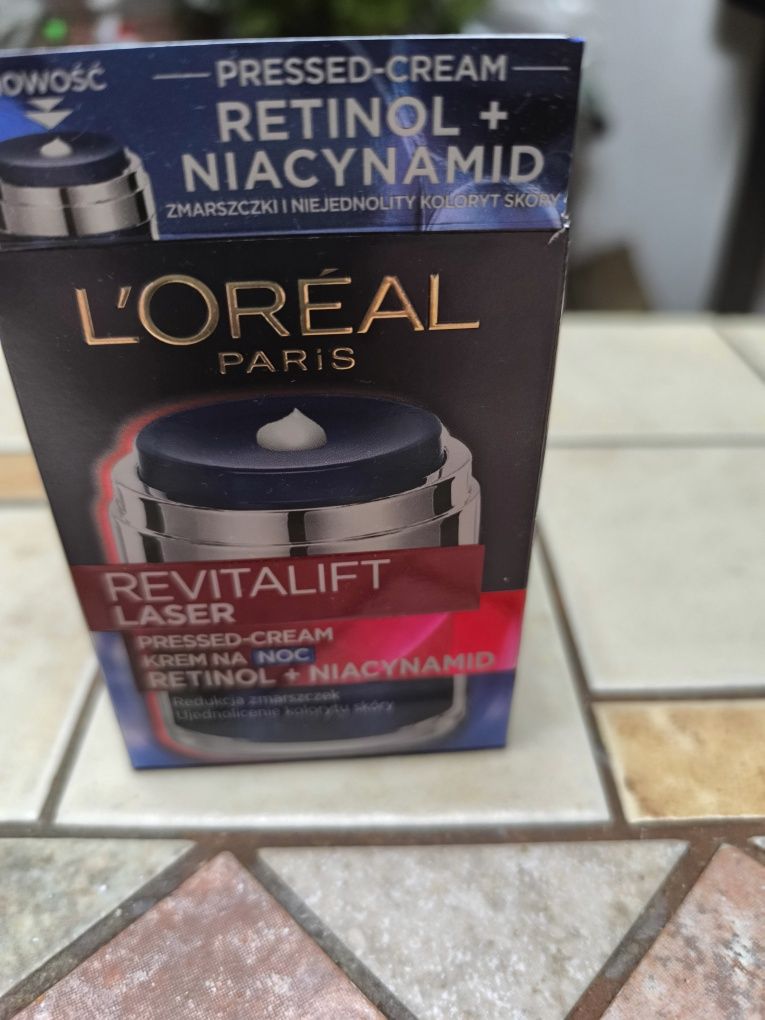 NOWOŚĆ
PRESSED-CREAM
RETINOL +
NIACYNAMID
ZMARSZCZKI I NIEJEDNOLITY KOLORYT SKÓRY
L'ORÉAL
PARiS
REVITALIFT
LASER
PRESSED-CREAM
KREM NA NOC
RETINOL + NIACYNAMID
Redukcja zmarszczek
Ujednolicenie kolorytu skóry